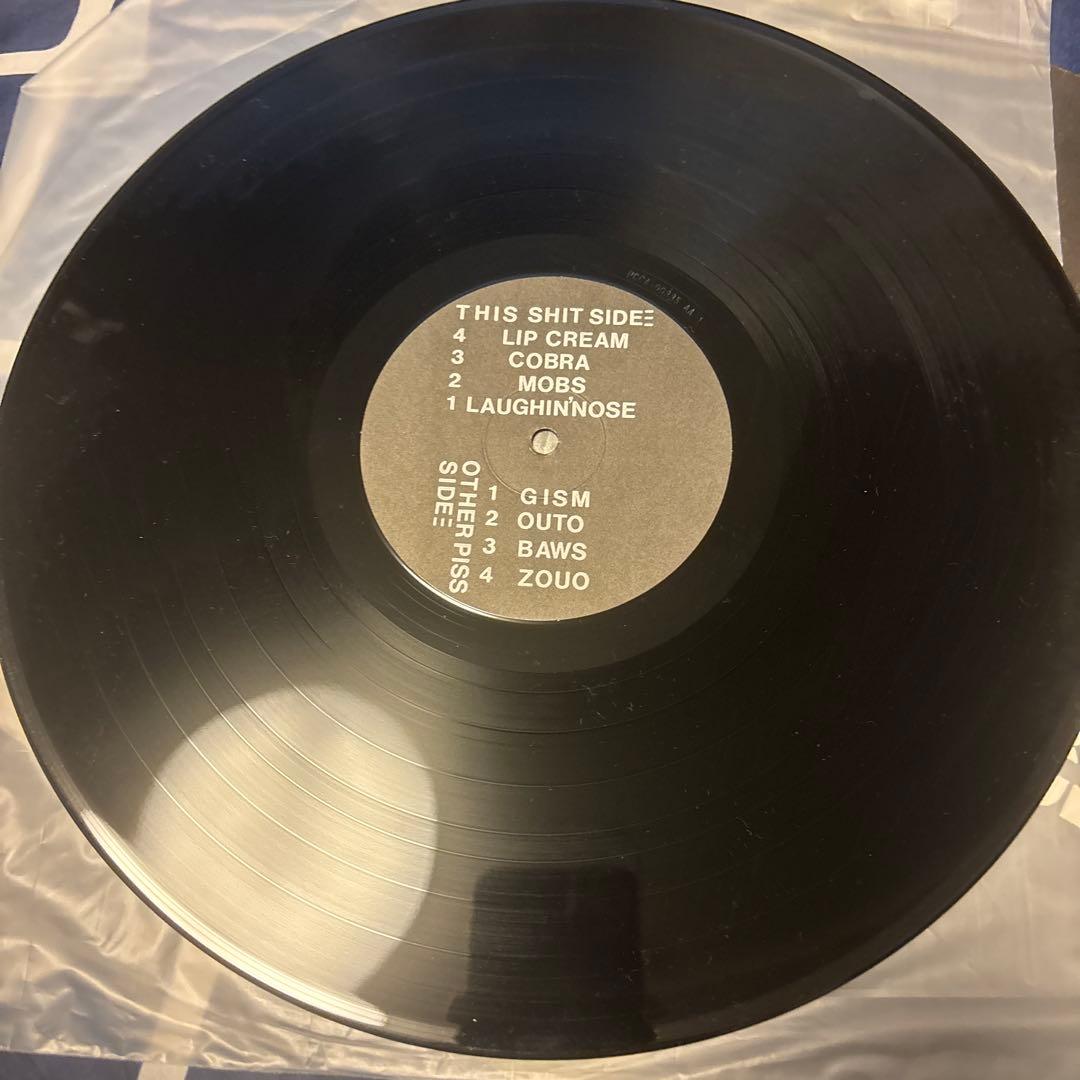 THIS SHIT SIDE
4 LIP CREAM
3 COBRA
2 MOBS
1 LAUGHIN'NOSE
OTHER PISS
SIDE
1 GISM
2 OUTO
3 BAWS
4 ZOUO